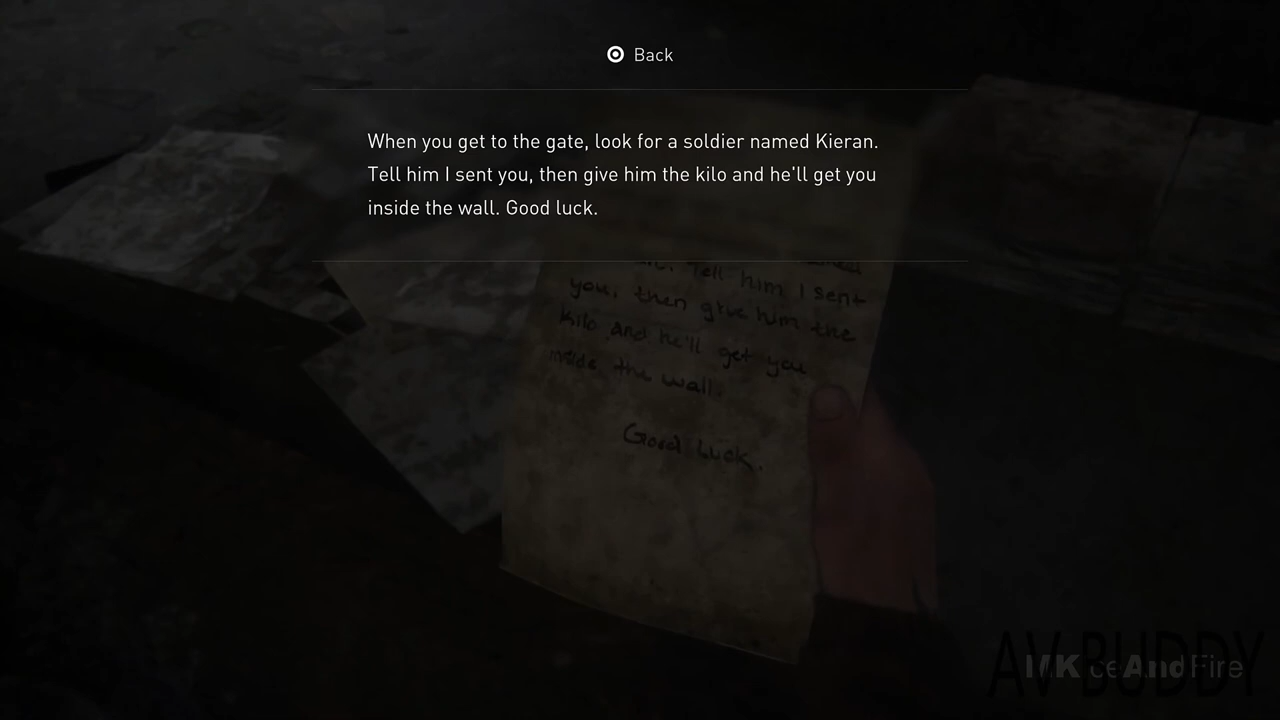 Back
When you get to the gate, look for a soldier named Kieran.
Tell him I sent you, then give him the kilo and he'll get you
inside the wall. Good luck.
Tell him I sent
you, then give him the
kilo and he'll get you
inside the wall.
Good Luck.
AV BUDDY
MK ceAndFire